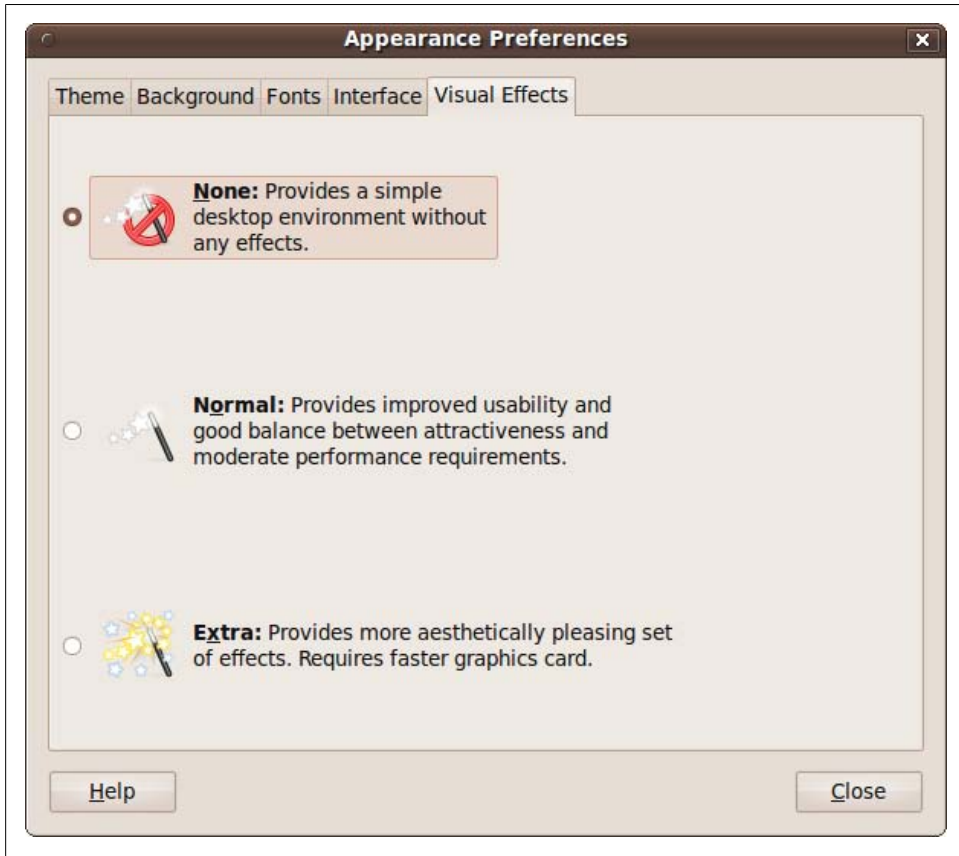 Appearance Preferences
Theme Background Fonts Interface Visual Effects
None: Provides a simple
desktop environment without
any effects.
Normal: Provides improved usability and
good balance between attractiveness and
moderate performance requirements.
Extra: Provides more aesthetically pleasing set
of effects. Requires faster graphics card.
Help Close